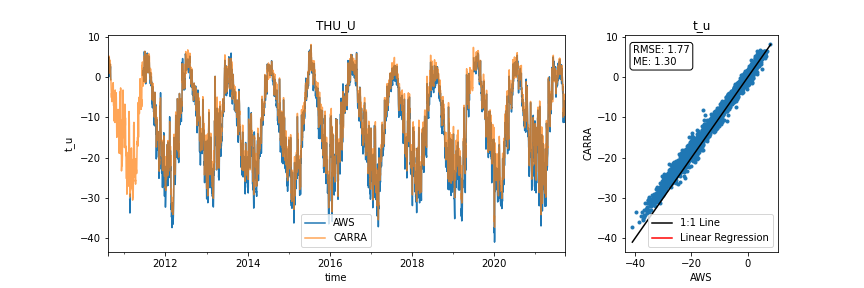 THU_U
t_u
10
0
−10
−20
−30
−40
t_u
2012
2014
2016
2018
2020
time
AWS
CARRA
10
0
−10
−20
−30
−40
CARRA
RMSE: 1.77
ME: 1.30
1:1 Line
Linear Regression
−40
−20
0
AWS